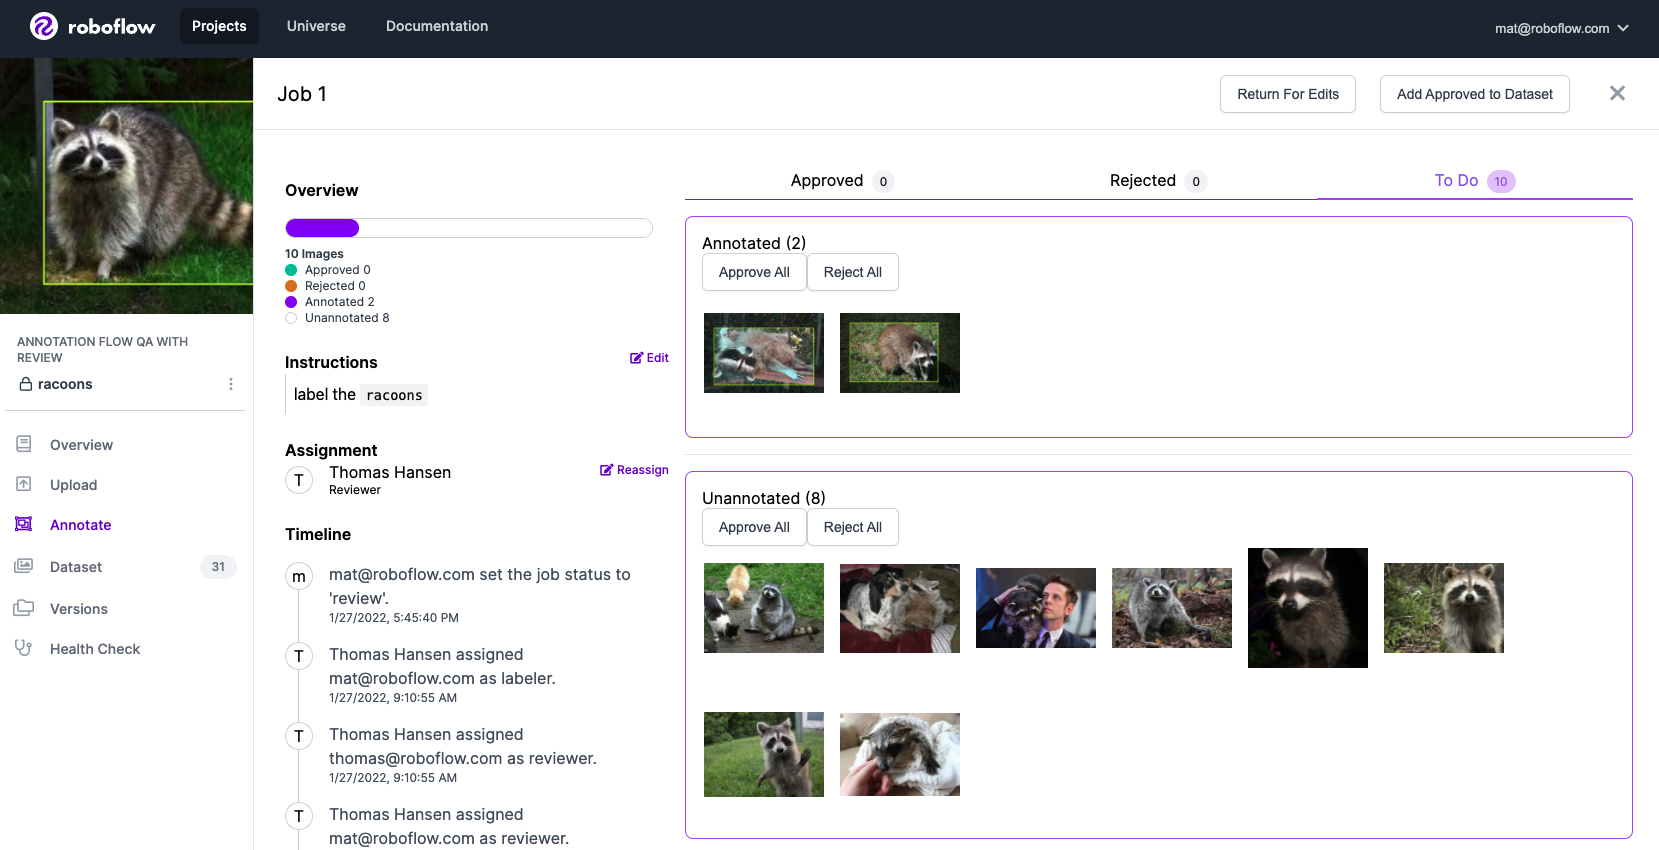 roboflow
Projects
Universe
Documentation
mat@roboflow.com
ANNOTATION FLOW QA WITH
REVIEW
racoons
Overview
Upload
Annotate
Dataset 31
Versions
Health Check
Job 1
Return For Edits
Add Approved to Dataset
Overview
10 Images
Approved 0
Rejected 0
Annotated 2
Unannotated 8
Instructions
Edit
label the racoons
Assignment
T
Thomas Hansen
Reviewer
Reassign
Timeline
m
mat@roboflow.com set the job status to
'review'.
1/27/2022, 5:45:40 PM
T
Thomas Hansen assigned
mat@roboflow.com as labeler.
1/27/2022, 9:10:55 AM
T
Thomas Hansen assigned
thomas@roboflow.com as reviewer.
1/27/2022, 9:10:55 AM
T
Thomas Hansen assigned
mat@roboflow.com as reviewer.
Approved 0
Rejected 0
To Do 10
Annotated (2)
Approve All
Reject All
Unannotated (8)
Approve All
Reject All